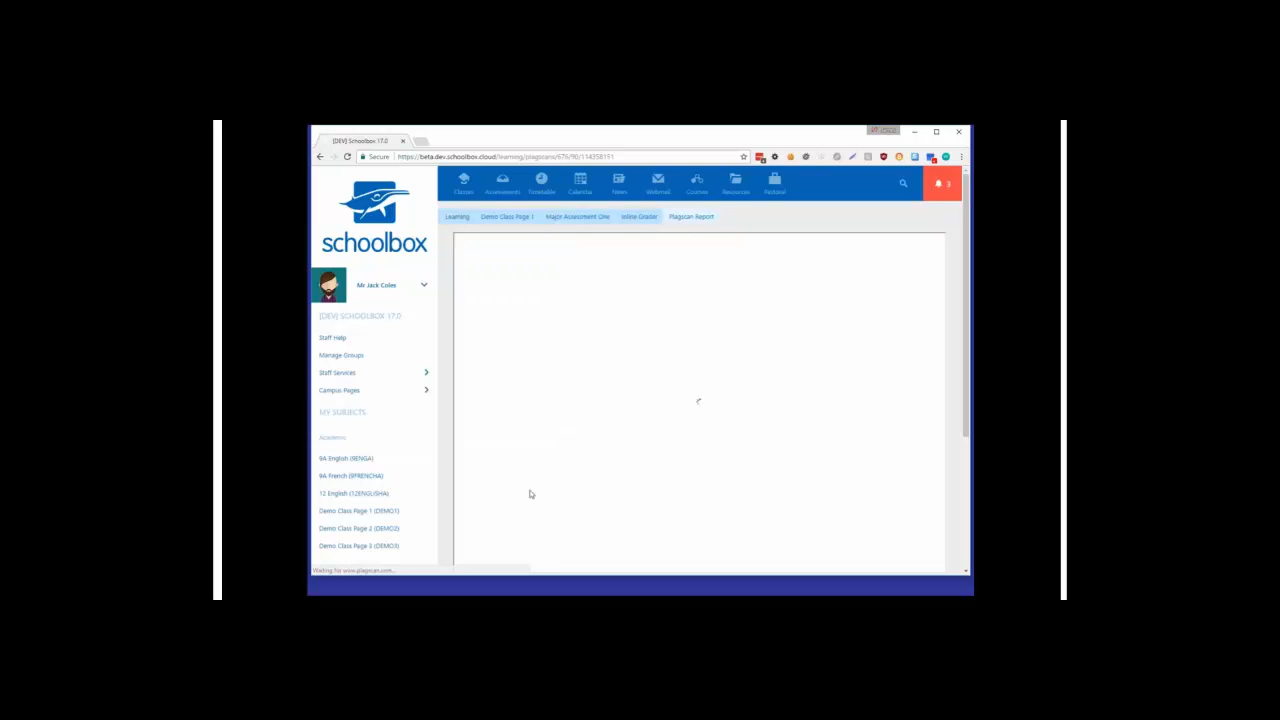 [DEV] Schoolbox 17.0
Secure https://beta.dev.schoolbox.cloud/learning/plagscans/676/90/114358151
Classes Assessments Timetable Calendar News Webmail Courses Resources Pastoral 3
schoolbox
Learning Demo Class Page 1 Major Assessment One Inline Grader Plagscan Report
Mr Jack Coles
[DEV] SCHOOLBOX 17.0
Staff Help
Manage Groups
Staff Services
Campus Pages
MY SUBJECTS
Academic
9A English (9ENGA)
9A French (9FRENCHA)
12 English (12ENGLISHA)
Demo Class Page 1 (DEMO1)
Demo Class Page 2 (DEMO2)
Demo Class Page 3 (DEMO3)
Waiting for www.plagscan.com...